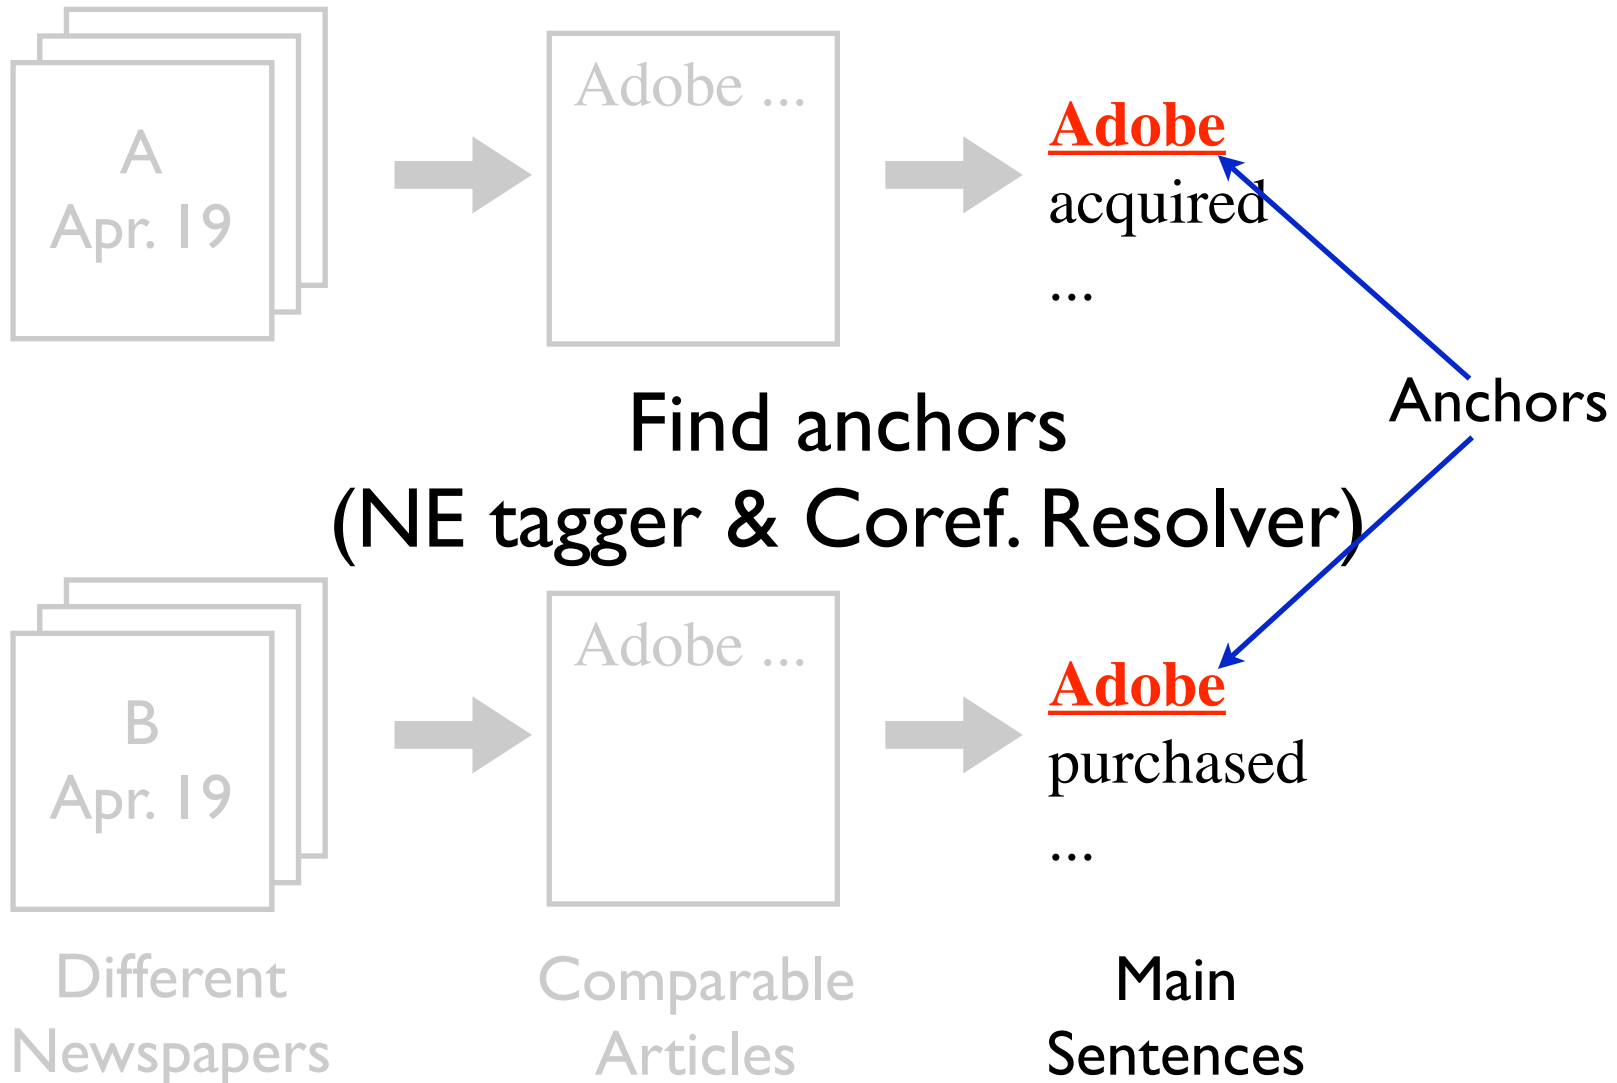 A
Apr. 19
Adobe ...
Adobe
acquired
...
Find anchors
(NE tagger & Coref. Resolver)
Anchors
B
Apr. 19
Adobe ...
Adobe
purchased
...
Different
Newspapers
Comparable
Articles
Main
Sentences